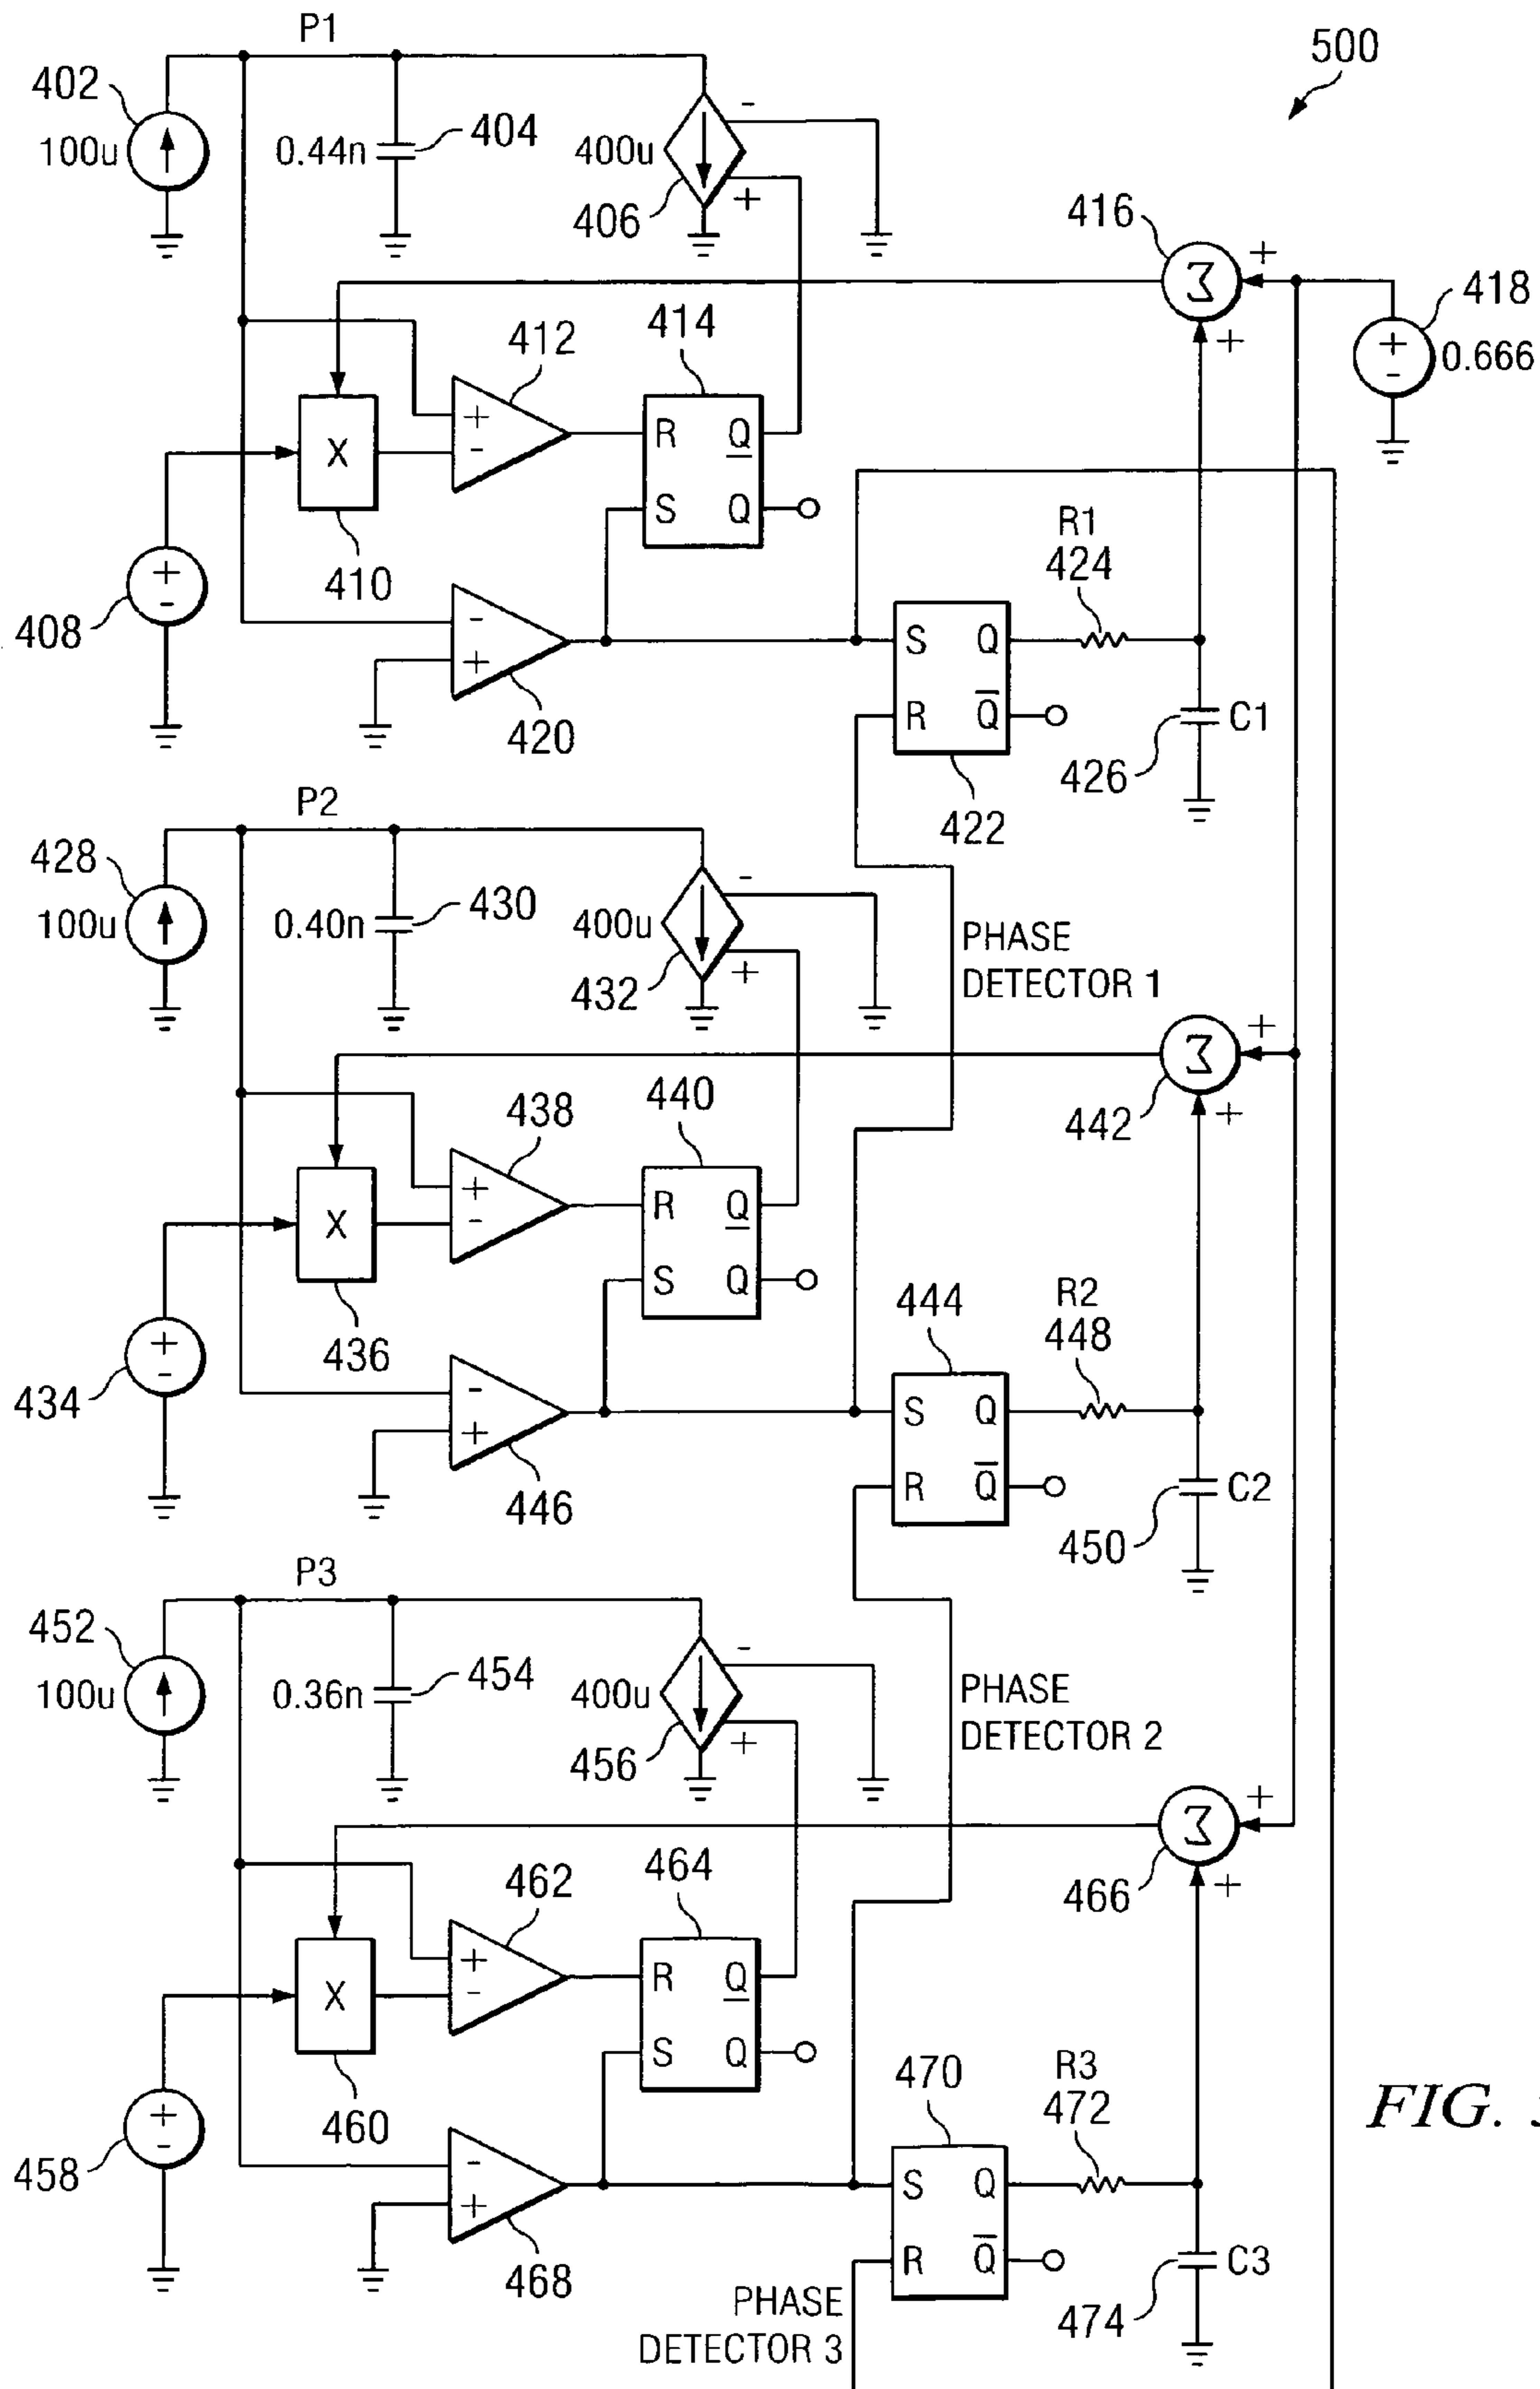 P1
500
402
100u
0.44n
404
400u
-
+
406
416
Σ
+
+
418
+
-
0.666
412
414
+
-
X
R
Q
S
Q
410
+
-
408
-
+
420
R1
424
S
Q
R
Q̅
422
C1
426
P2
428
100u
0.40n
430
400u
-
+
432
PHASE
DETECTOR 1
442
Σ
+
+
438
440
+
-
X
R
Q
S
Q
436
+
-
434
-
+
446
444
R2
448
S
Q
R
Q̅
C2
450
P3
452
100u
0.36n
454
400u
-
+
456
PHASE
DETECTOR 2
466
Σ
+
+
462
464
+
-
X
R
Q
S
Q
460
+
-
458
-
+
468
470
R3
472
S
Q
R
Q̅
C3
474
PHASE
DETECTOR 3
FIG.